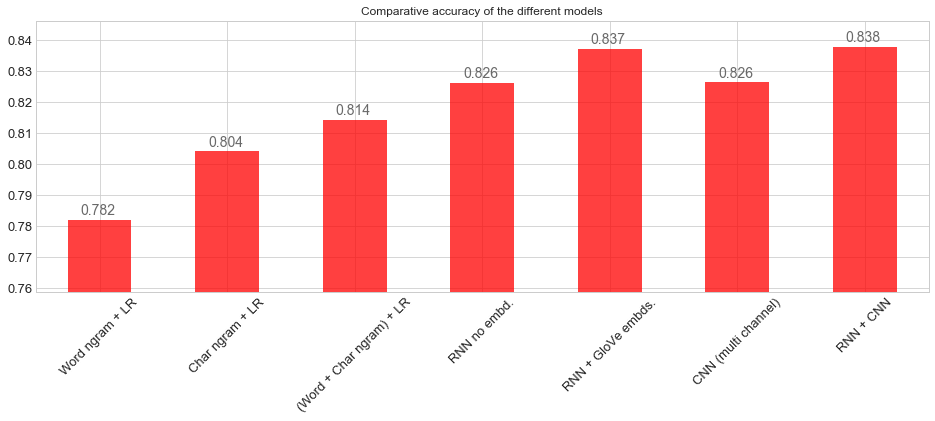 Comparative accuracy of the different models
0.84
0.83
0.82
0.81
0.80
0.79
0.78
0.77
0.76
0.782
0.804
0.814
0.826
0.837
0.826
0.838
Word ngram + LR
Char ngram + LR
(Word + Char ngram) + LR
RNN no embd.
RNN + GloVe embds.
CNN (multi channel)
RNN + CNN